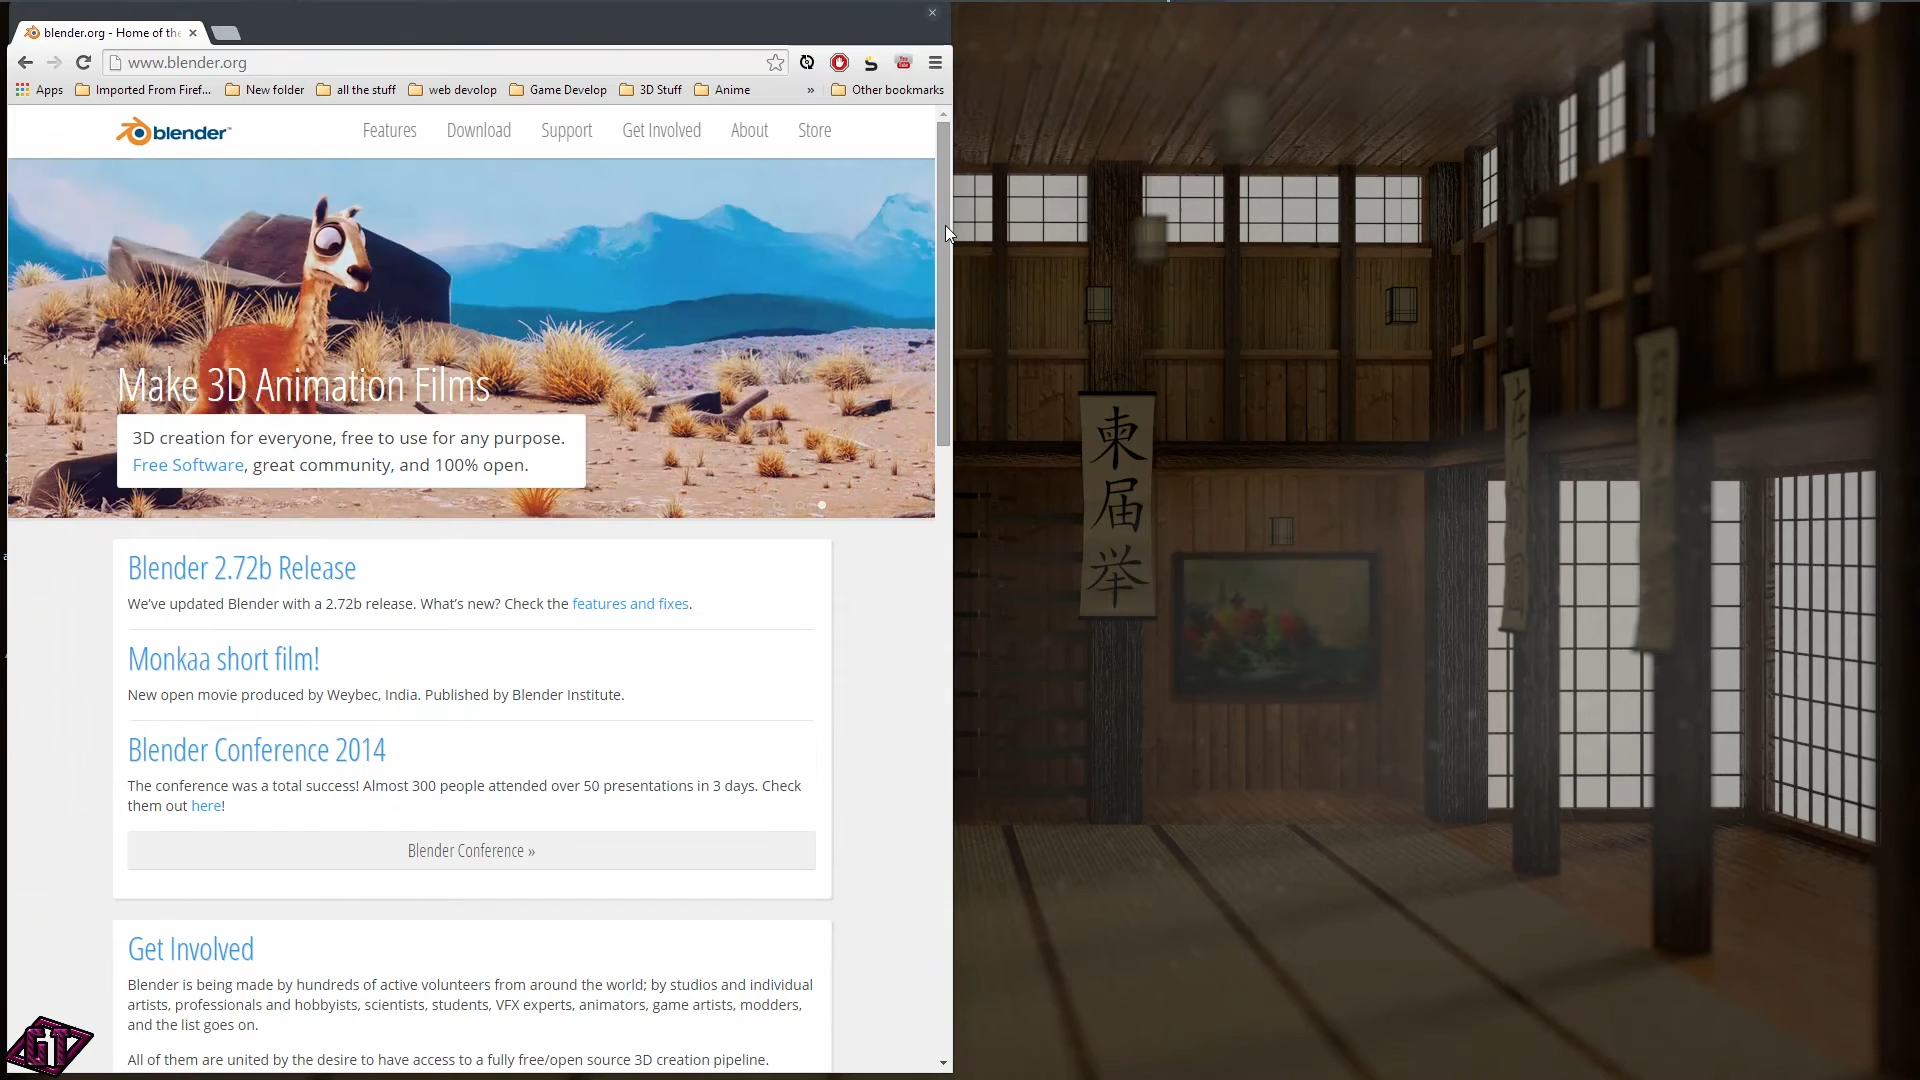 blender.org - Home of the
www.blender.org
Apps
Imported From Firef...
New folder
all the stuff
web devolop
Game Develop
3D Stuff
Anime
»
Other bookmarks
blender
Features
Download
Support
Get Involved
About
Store
Make 3D Animation Films
3D creation for everyone, free to use for any purpose.
Free Software, great community, and 100% open.
Blender 2.72b Release
We’ve updated Blender with a 2.72b release. What’s new? Check the features and fixes.
Monkaa short film!
New open movie produced by Weybec, India. Published by Blender Institute.
Blender Conference 2014
The conference was a total success! Almost 300 people attended over 50 presentations in 3 days. Check
them out here!
Blender Conference »
Get Involved
Blender is being made by hundreds of active volunteers from around the world; by studios and individual
artists, professionals and hobbyists, scientists, students, VFX experts, animators, game artists, modders,
and the list goes on.
All of them are united by the desire to have access to a fully free/open source 3D creation pipeline.
GT
柬
届
举